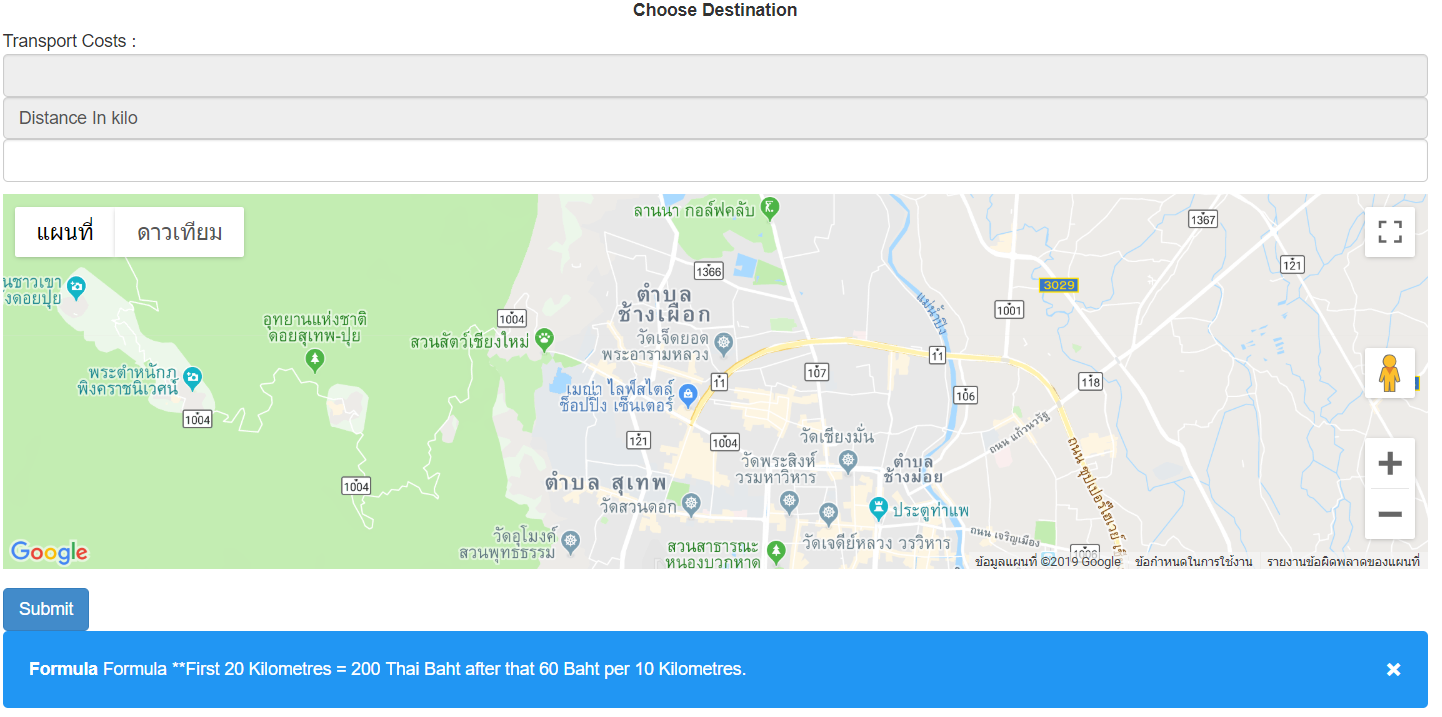 Choose Destination
Transport Costs :
Distance In kilo
แผนที่
ดาวเทียม
ลานนา กอล์ฟคลับ
1367
121
1366
3029
ตำบล
ช้างเผือก
แม่น้ำปิง
1001
อุทยานแห่งชาติ
ดอยสุเทพ-ปุย
1004
สวนสัตว์เชียงใหม่
วัดเจ็ดยอด
พระอารามหลวง
11
พระตำหนักภ
พิงคราชนิเวศน์
107
11
118
106
เมญ่า ไลฟ์สไตล์
ช็อปปิ้ง เซ็นเตอร์
1004
121
1004
วัดเชียงมั่น
ถนน แก้วนวรัฐ
ถนน ซุปเปอร์ไฮเวย์
วัดพระสิงห์
วรมหาวิหาร
ตำบล
ช้างม่อย
1004
ตำบล สุเทพ
วัดสวนดอก
ประตูท่าแพ
วัดอุโมงค์
สวนพุทธธรรม
สวนสาธารณะ
หนองบวกหาด
วัดเจดีย์หลวง วรวิหาร
ถนน เจริญเมือง
1006
Google
ข้อมูลแผนที่ ©2019 Google
ข้อกำหนดในการใช้งาน
รายงานข้อผิดพลาดของแผนที่
Submit
Formula Formula **First 20 Kilometres = 200 Thai Baht after that 60 Baht per 10 Kilometres.